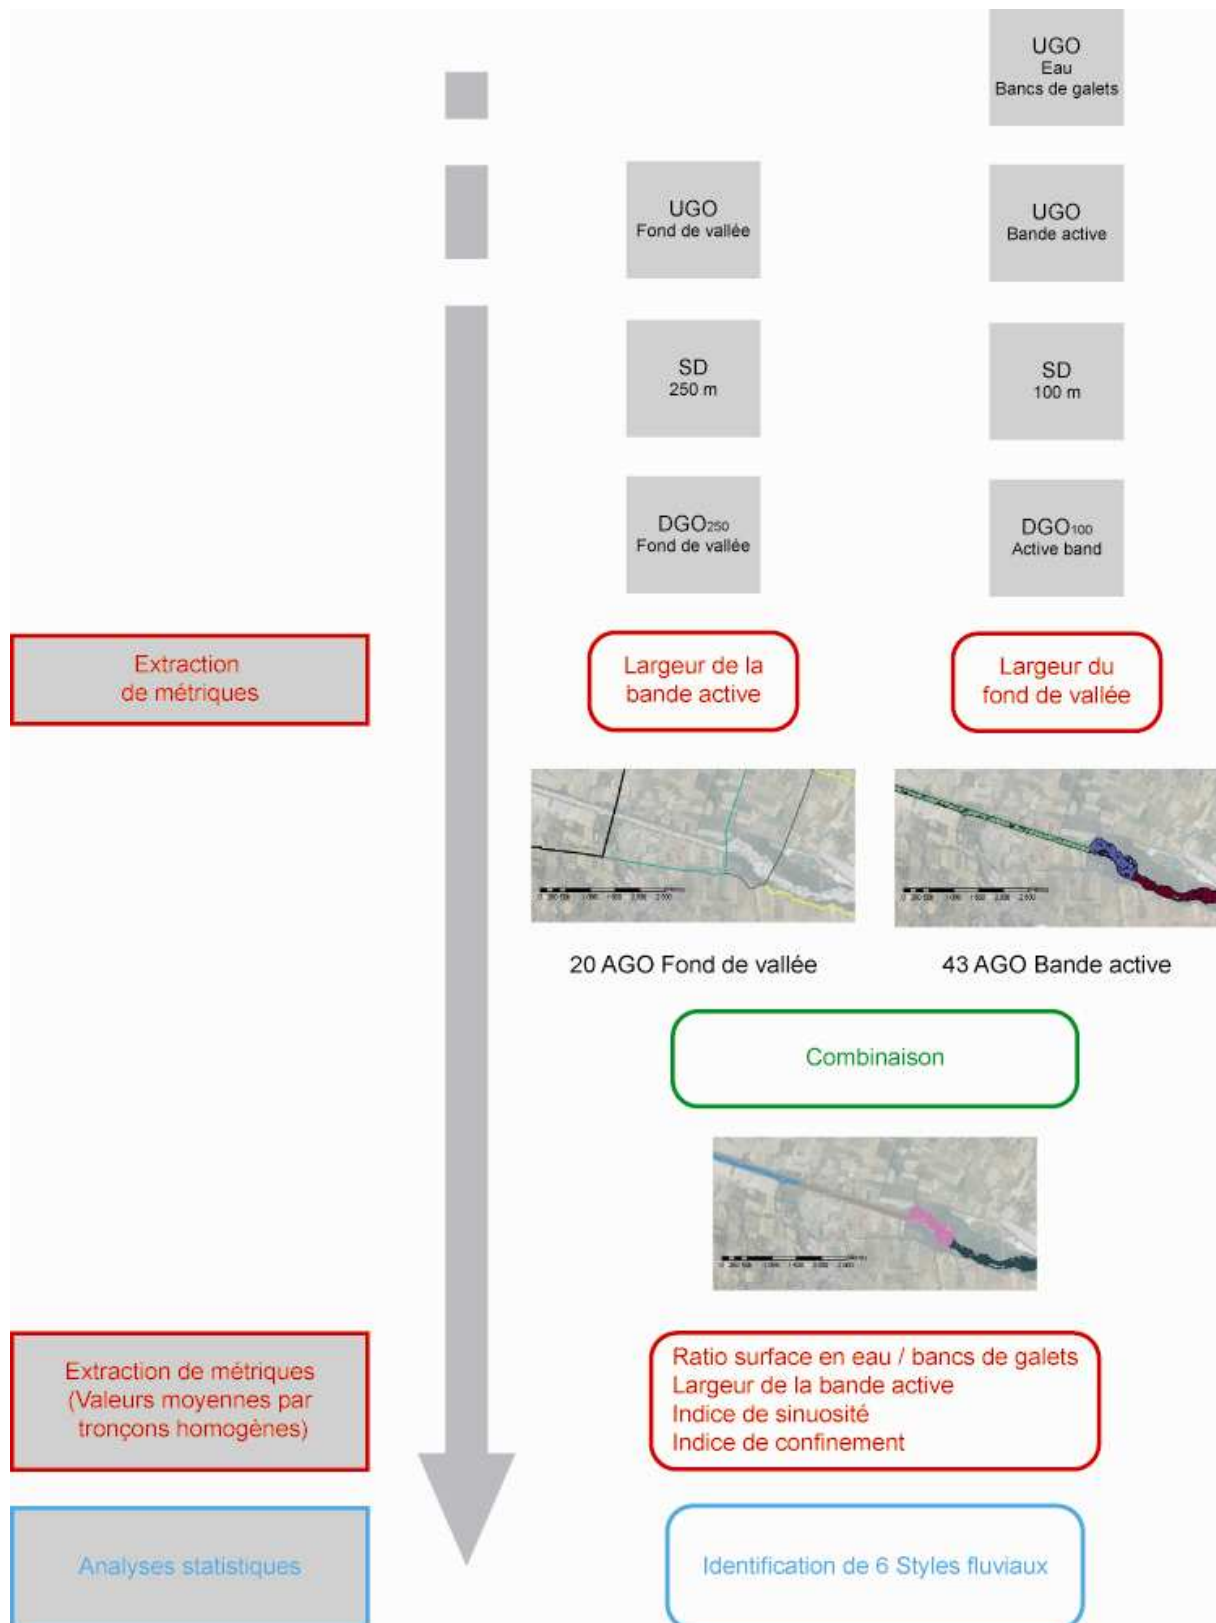 UGO
Eau
Bancs de galets
UGO
Fond de vallée
UGO
Bande active
SD
250 m
SD
100 m
DGO250
Fond de vallée
DGO100
Active band
Extraction
de métriques
Largeur de la
bande active
Largeur du
fond de vallée
20 AGO Fond de vallée
43 AGO Bande active
Combinaison
Extraction de métriques
(Valeurs moyennes par
tronçons homogènes)
Ratio surface en eau / bancs de galets
Largeur de la bande active
Indice de sinuosité
Indice de confinement
Analyses statistiques
Identification de 6 Styles fluviaux